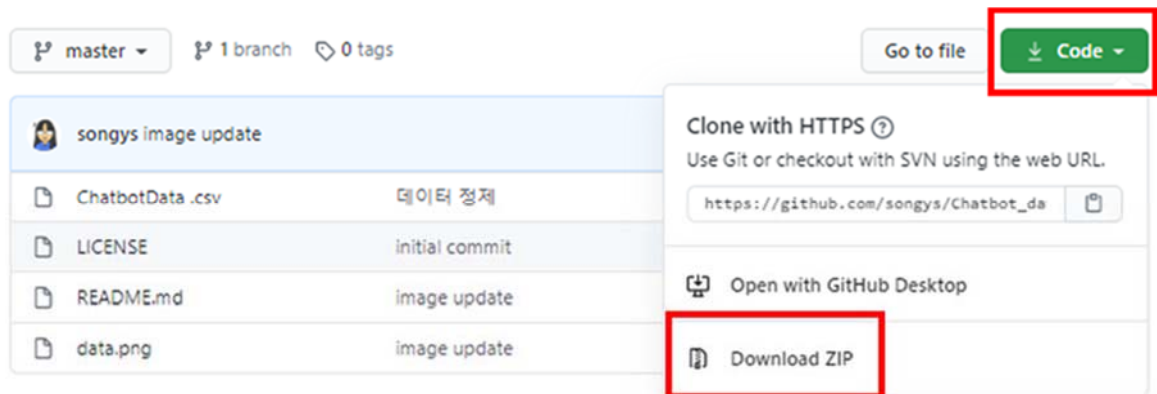 master 1 branch 0 tags Go to file Code
songys image update
ChatbotData .csv 데이터 정제
LICENSE initial commit
README.md image update
data.png image update
Clone with HTTPS
Use Git or checkout with SVN using the web URL.
https://github.com/songys/Chatbot_da
Open with GitHub Desktop
Download ZIP